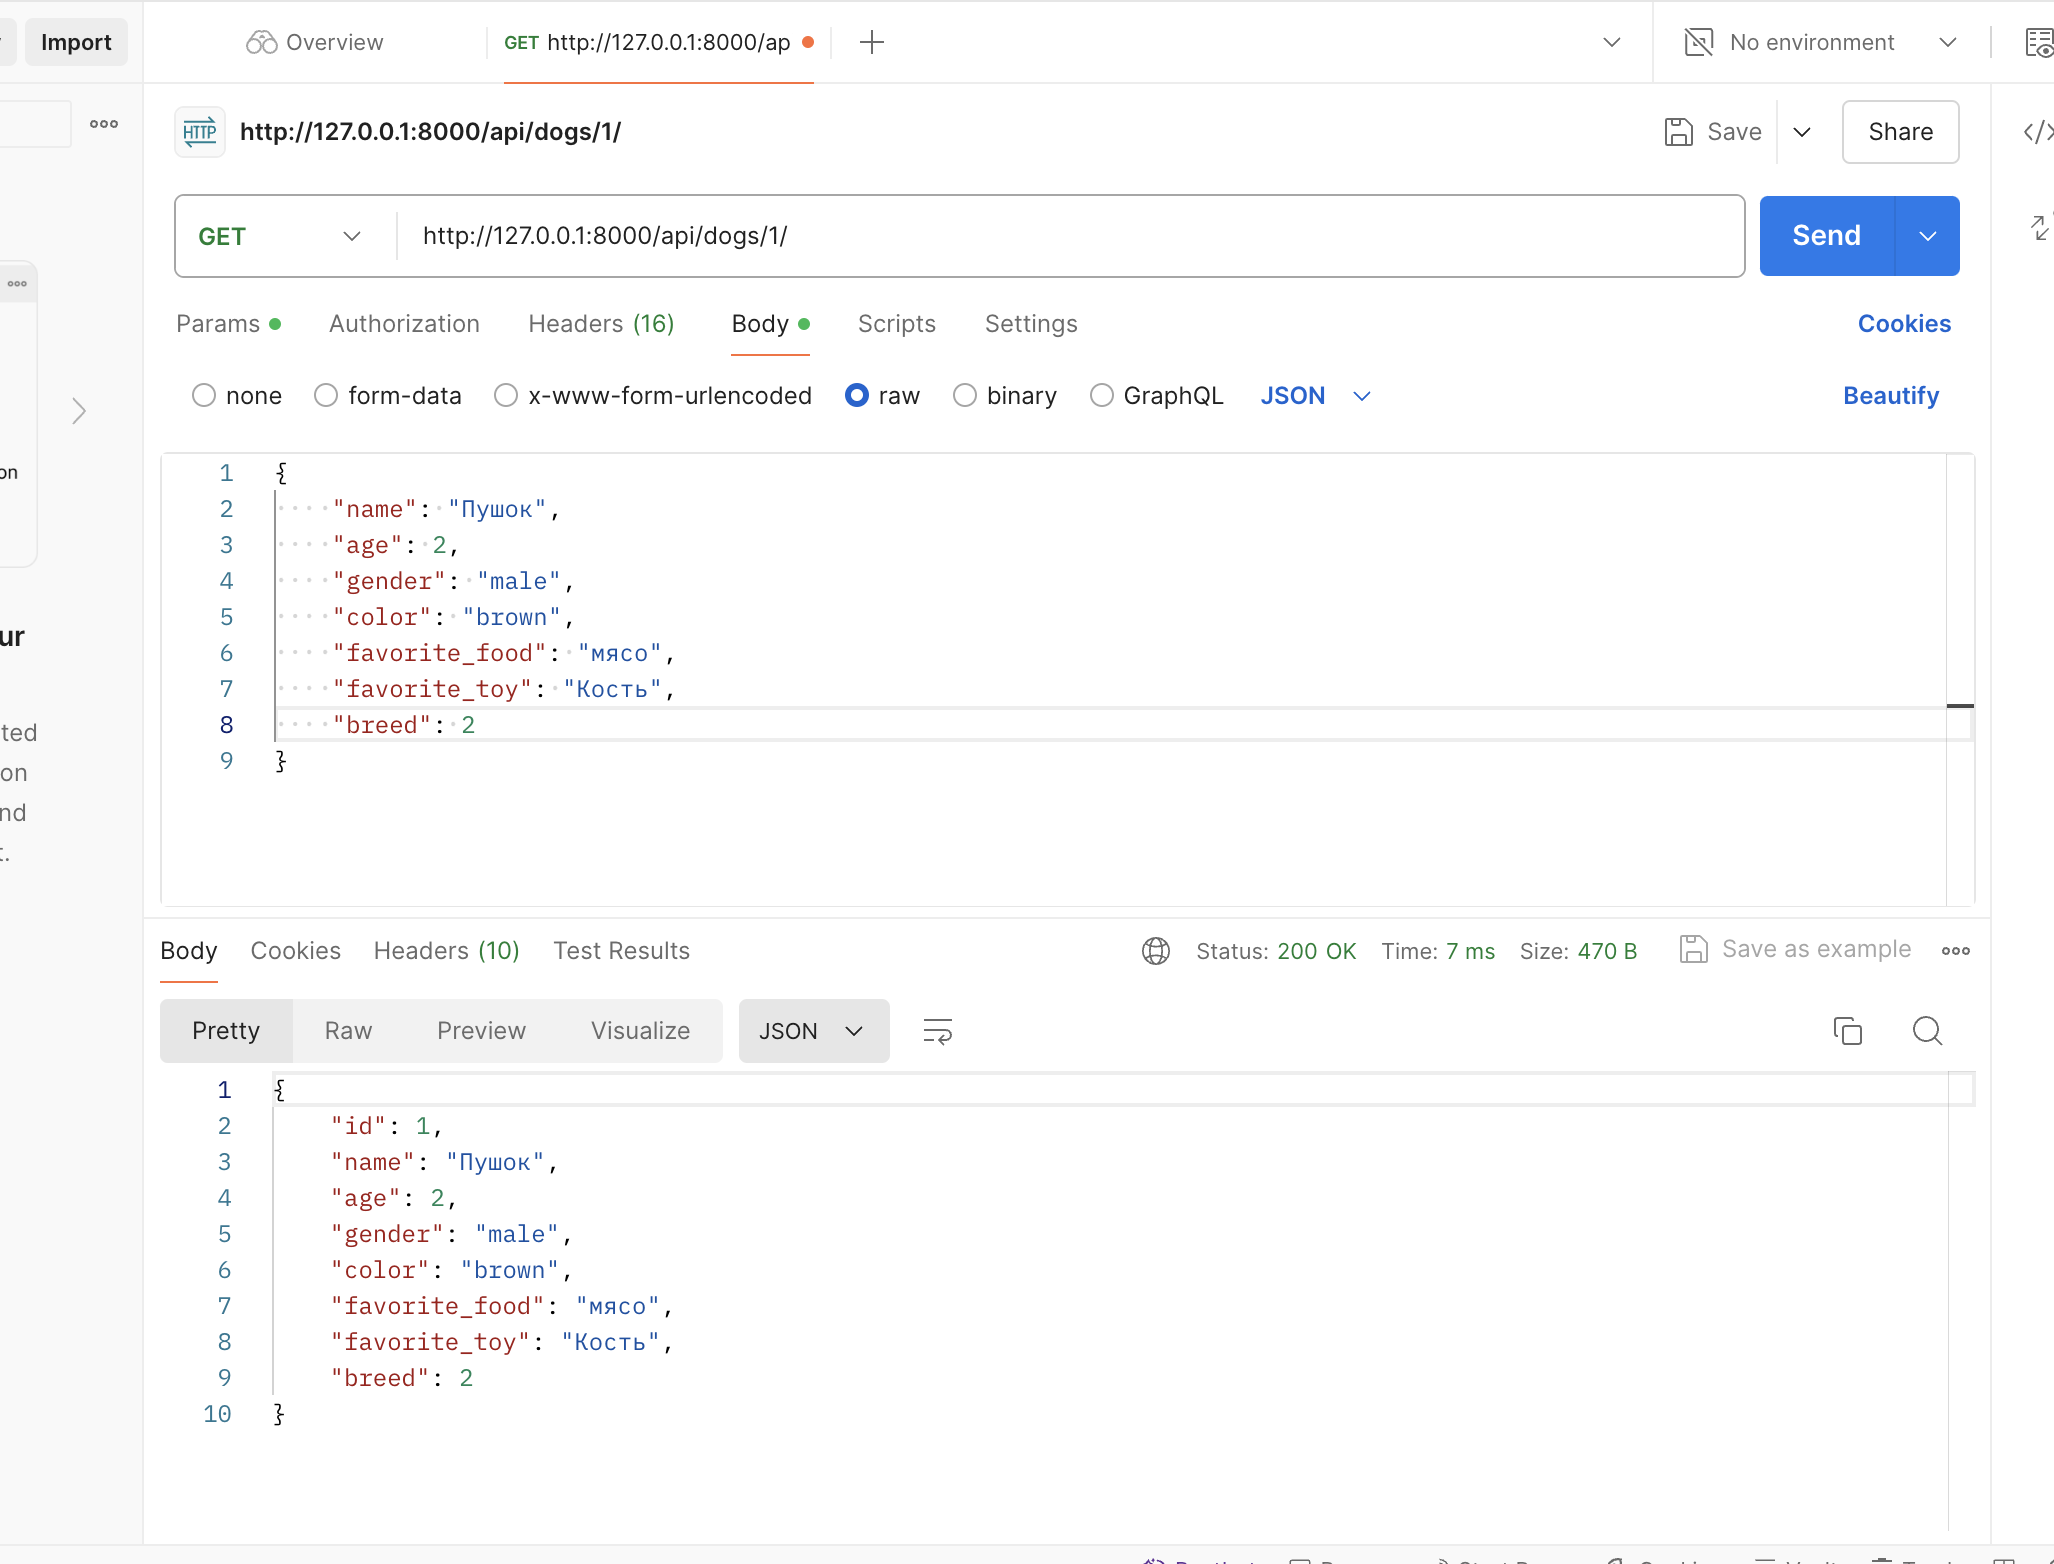 Import
Overview
GET http://127.0.0.1:8000/ap
No environment
HTTP http://127.0.0.1:8000/api/dogs/1/
Save
Share
GET http://127.0.0.1:8000/api/dogs/1/
Send
Params Authorization Headers (16) Body Scripts Settings Cookies
none form-data x-www-form-urlencoded raw binary GraphQL JSON Beautify
1 {
2 "name": "Пушок",
3 "age": 2,
4 "gender": "male",
5 "color": "brown",
6 "favorite_food": "мясо",
7 "favorite_toy": "Кость",
8 "breed": 2
9 }
on
ur
ted
on
nd
t.
Body Cookies Headers (10) Test Results Status: 200 OK Time: 7 ms Size: 470 B Save as example
Pretty Raw Preview Visualize JSON
1 {
2 "id": 1,
3 "name": "Пушок",
4 "age": 2,
5 "gender": "male",
6 "color": "brown",
7 "favorite_food": "мясо",
8 "favorite_toy": "Кость",
9 "breed": 2
10 }